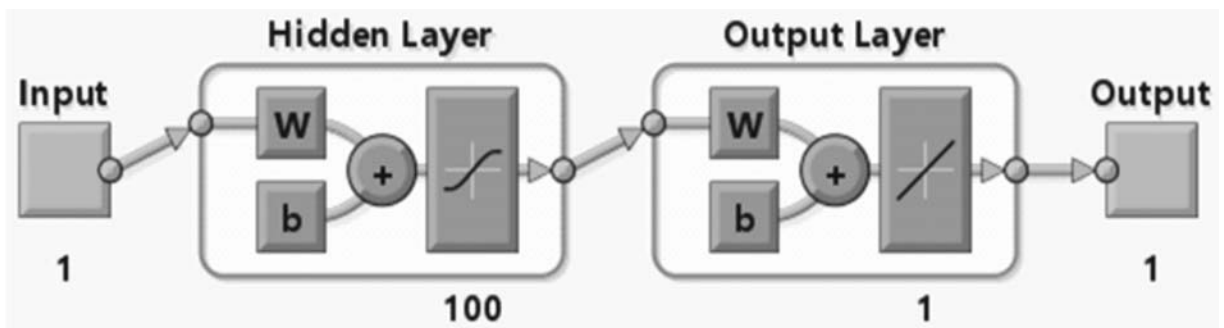 Hidden Layer
Output Layer
Input
Output
W
+
b
W
+
b
1
100
1
1